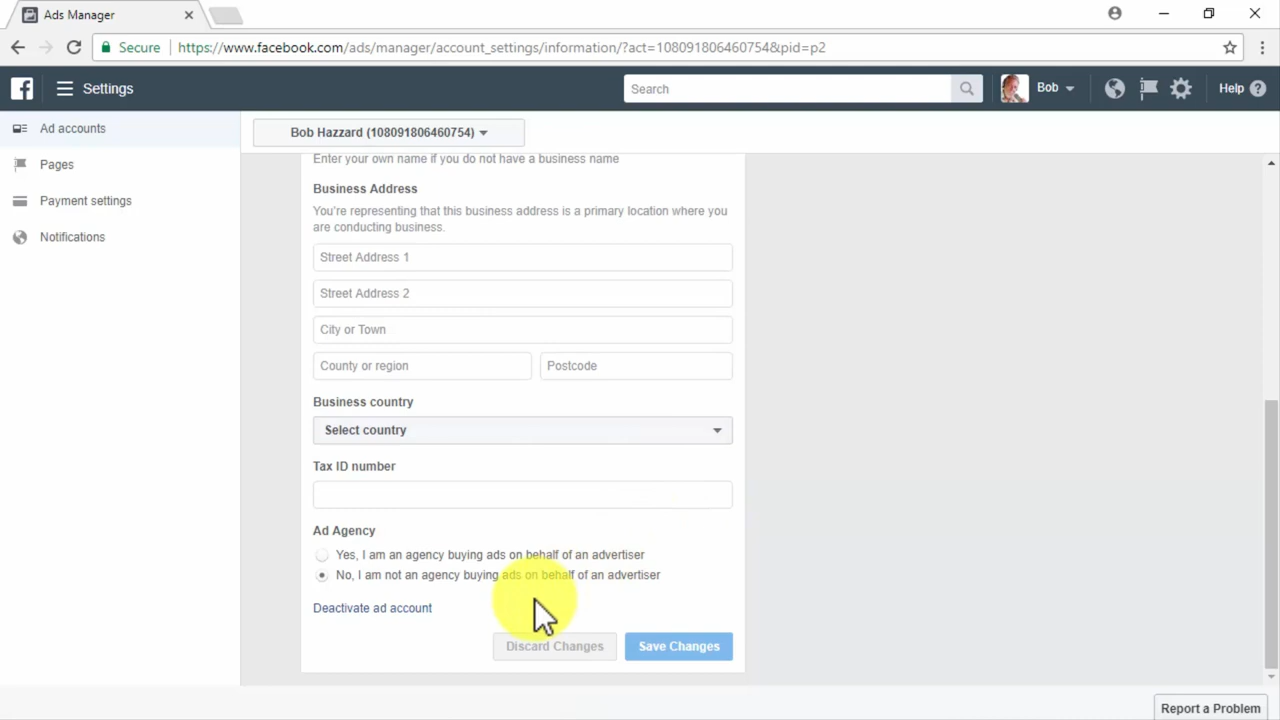 Ads Manager
Secure
https://www.facebook.com/ads/manager/account_settings/information/?act=108091806460754&pid=p2
Settings
Search
Bob
Help
Ad accounts
Pages
Payment settings
Notifications
Bob Hazzard (108091806460754)
Enter your own name if you do not have a business name
Business Address
You're representing that this business address is a primary location where you
are conducting business.
Street Address 1
Street Address 2
City or Town
County or region
Postcode
Business country
Select country
Tax ID number
Ad Agency
Yes, I am an agency buying ads on behalf of an advertiser
No, I am not an agency buying ads on behalf of an advertiser
Deactivate ad account
Discard Changes
Save Changes
Report a Problem